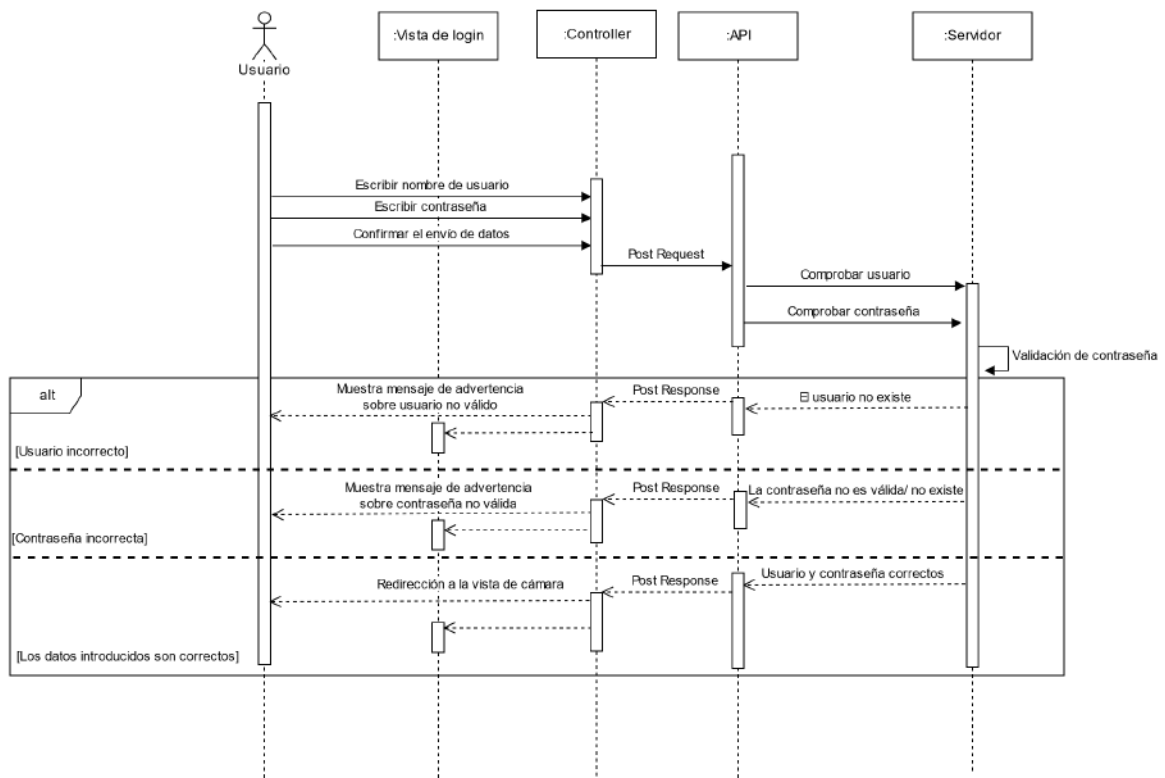 Usuario
:Vista de login
:Controller
:API
:Servidor
Escribir nombre de usuario
Escribir contraseña
Confirmar el envío de datos
Post Request
Comprobar usuario
Comprobar contraseña
Validación de contraseña
alt
Muestra mensaje de advertencia
sobre usuario no válido
Post Response
El usuario no existe
[Usuario incorrecto]
Muestra mensaje de advertencia
sobre contraseña no válida
Post Response
La contraseña no es válida/ no existe
[Contraseña incorrecta]
Redirección a la vista de cámara
Post Response
Usuario y contraseña correctos
[Los datos introducidos son correctos]